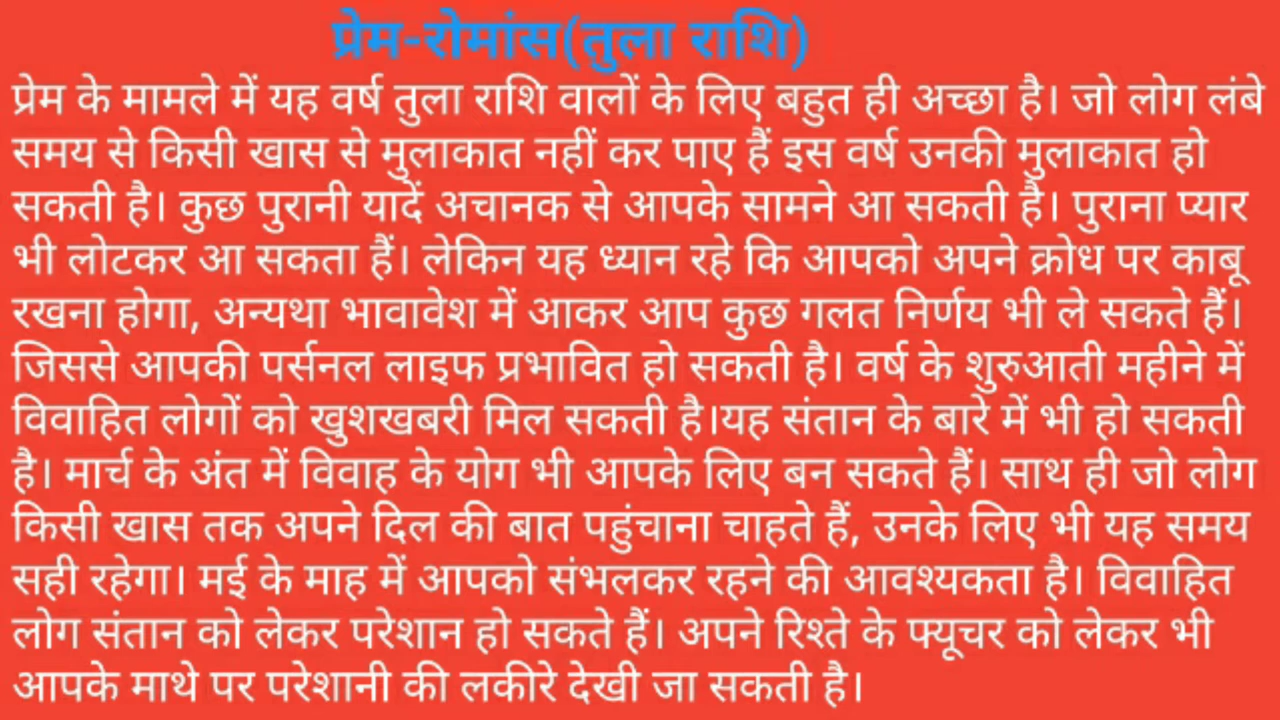 प्रेम-रोमांस(तुला राशि)
प्रेम के मामले में यह वर्ष तुला राशि वालों के लिए बहुत ही अच्छा है। जो लोग लंबे
समय से किसी खास से मुलाकात नहीं कर पाए हैं इस वर्ष उनकी मुलाकात हो
सकती है। कुछ पुरानी यादें अचानक से आपके सामने आ सकती है। पुराना प्यार
भी लोटकर आ सकता हैं। लेकिन यह ध्यान रहे कि आपको अपने क्रोध पर काबू
रखना होगा, अन्यथा भावावेश में आकर आप कुछ गलत निर्णय भी ले सकते हैं।
जिससे आपकी पर्सनल लाइफ प्रभावित हो सकती है। वर्ष के शुरुआती महीने में
विवाहित लोगों को खुशखबरी मिल सकती है।यह संतान के बारे में भी हो सकती
है। मार्च के अंत में विवाह के योग भी आपके लिए बन सकते हैं। साथ ही जो लोग
किसी खास तक अपने दिल की बात पहुंचाना चाहते हैं, उनके लिए भी यह समय
सही रहेगा। मई के माह में आपको संभलकर रहने की आवश्यकता है। विवाहित
लोग संतान को लेकर परेशान हो सकते हैं। अपने रिश्ते के फ्यूचर को लेकर भी
आपके माथे पर परेशानी की लकीरे देखी जा सकती है।